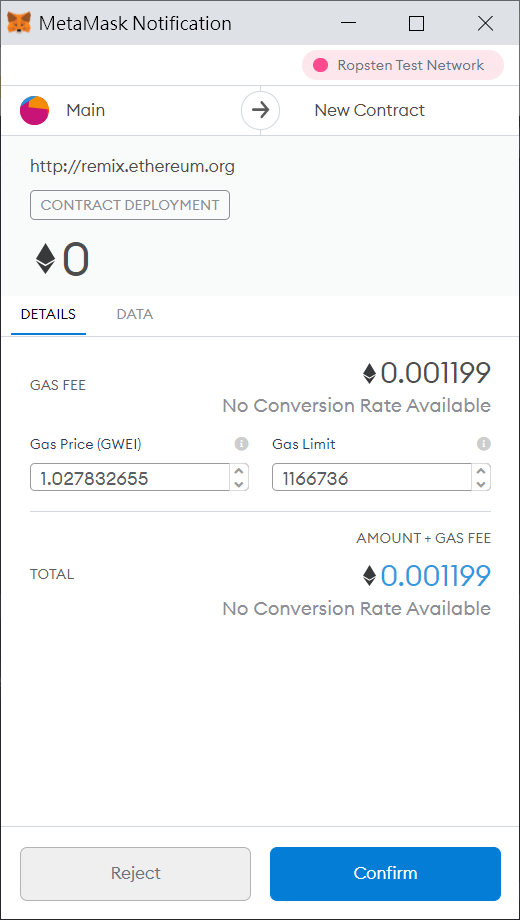 MetaMask Notification
Ropsten Test Network
Main New Contract
http://remix.ethereum.org
CONTRACT DEPLOYMENT
0
DETAILS DATA
GAS FEE 0.001199
No Conversion Rate Available
Gas Price (GWEI) Gas Limit
1.027832655 1166736
AMOUNT + GAS FEE
TOTAL 0.001199
No Conversion Rate Available
Reject Confirm